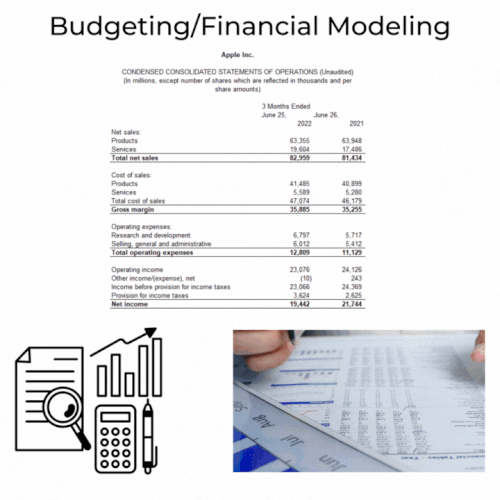 Budgeting/Financial Modeling
Apple Inc.
CONDENSED CONSOLIDATED STATEMENTS OF OPERATIONS (Unaudited)
(In millions, except number of shares which are reflected in thousands and per
share amounts)
3 Months Ended
June 25, June 26,
2022 2021
Net sales:
Products 63,355 63,948
Services 19,604 17,486
Total net sales 82,959 81,434
Cost of sales:
Products 41,485 40,899
Services 5,589 5,280
Total cost of sales 47,074 46,179
Gross margin 35,885 35,255
Operating expenses:
Research and development 6,797 5,717
Selling, general and administrative 6,012 5,412
Total operating expenses 12,809 11,129
Operating income 23,076 24,126
Other income/(expense), net (10) 243
Income before provision for income taxes 23,066 24,369
Provision for income taxes 3,624 2,625
Net income 19,442 21,744
Aug
Jul
Jun